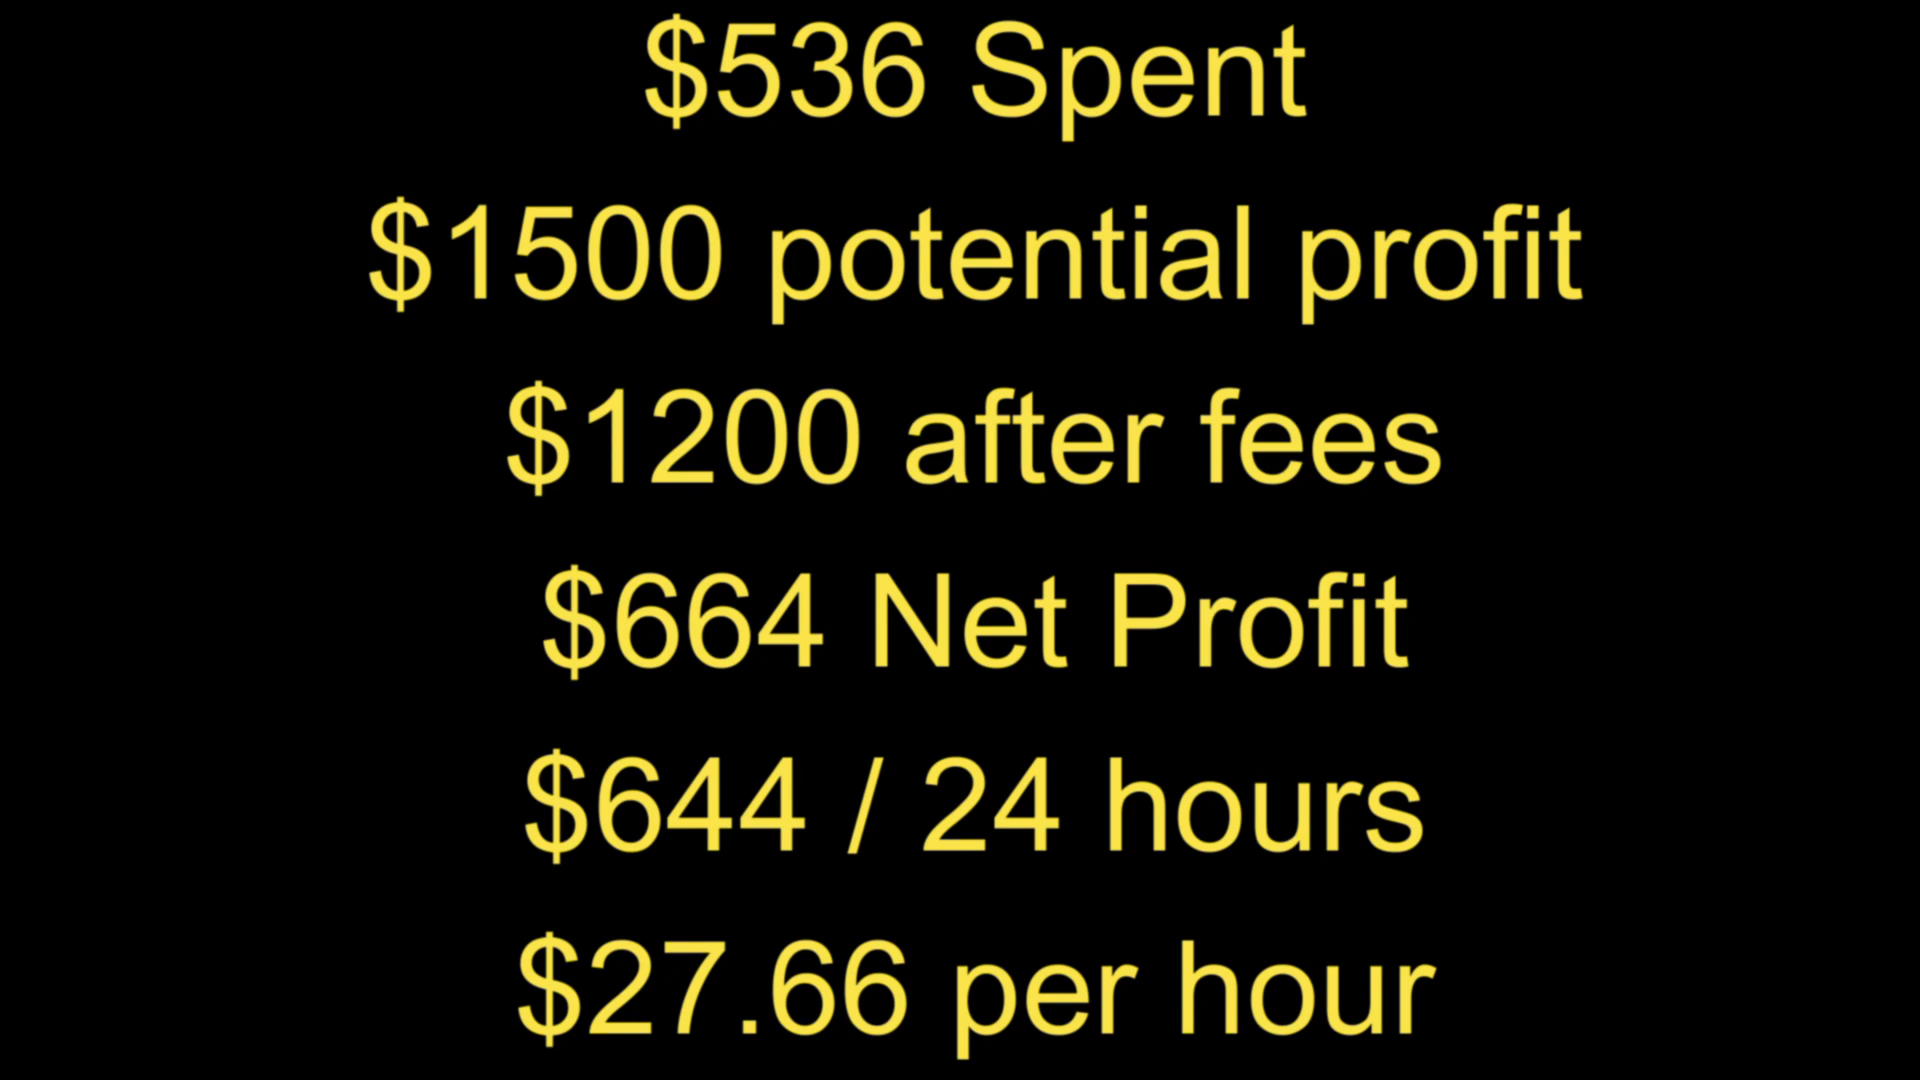 $536 Spent
$1500 potential profit
$1200 after fees
$664 Net Profit
$644 / 24 hours
$27.66 per hour